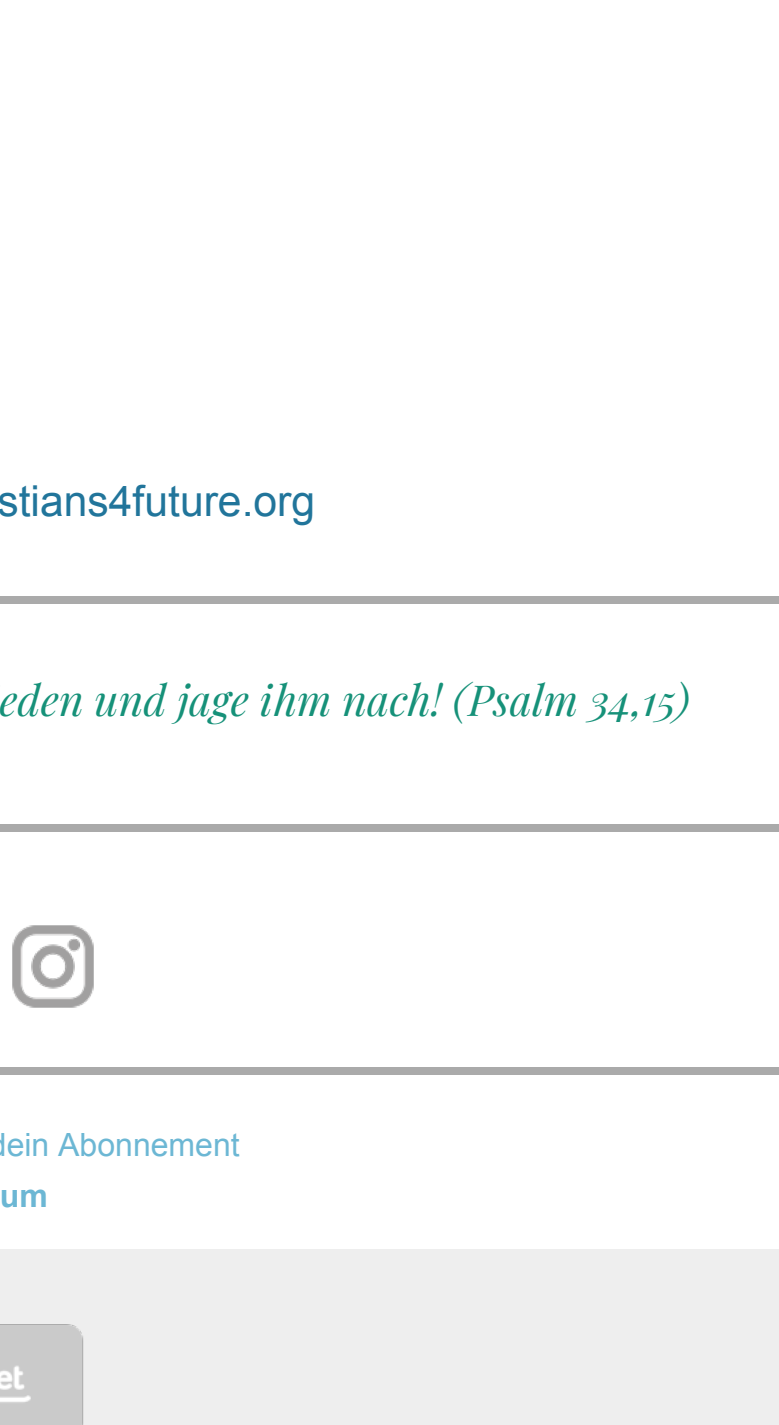 stians4future.org
eden und jage ihm nach! (Psalm 34,15)
dein Abonnement
um
et